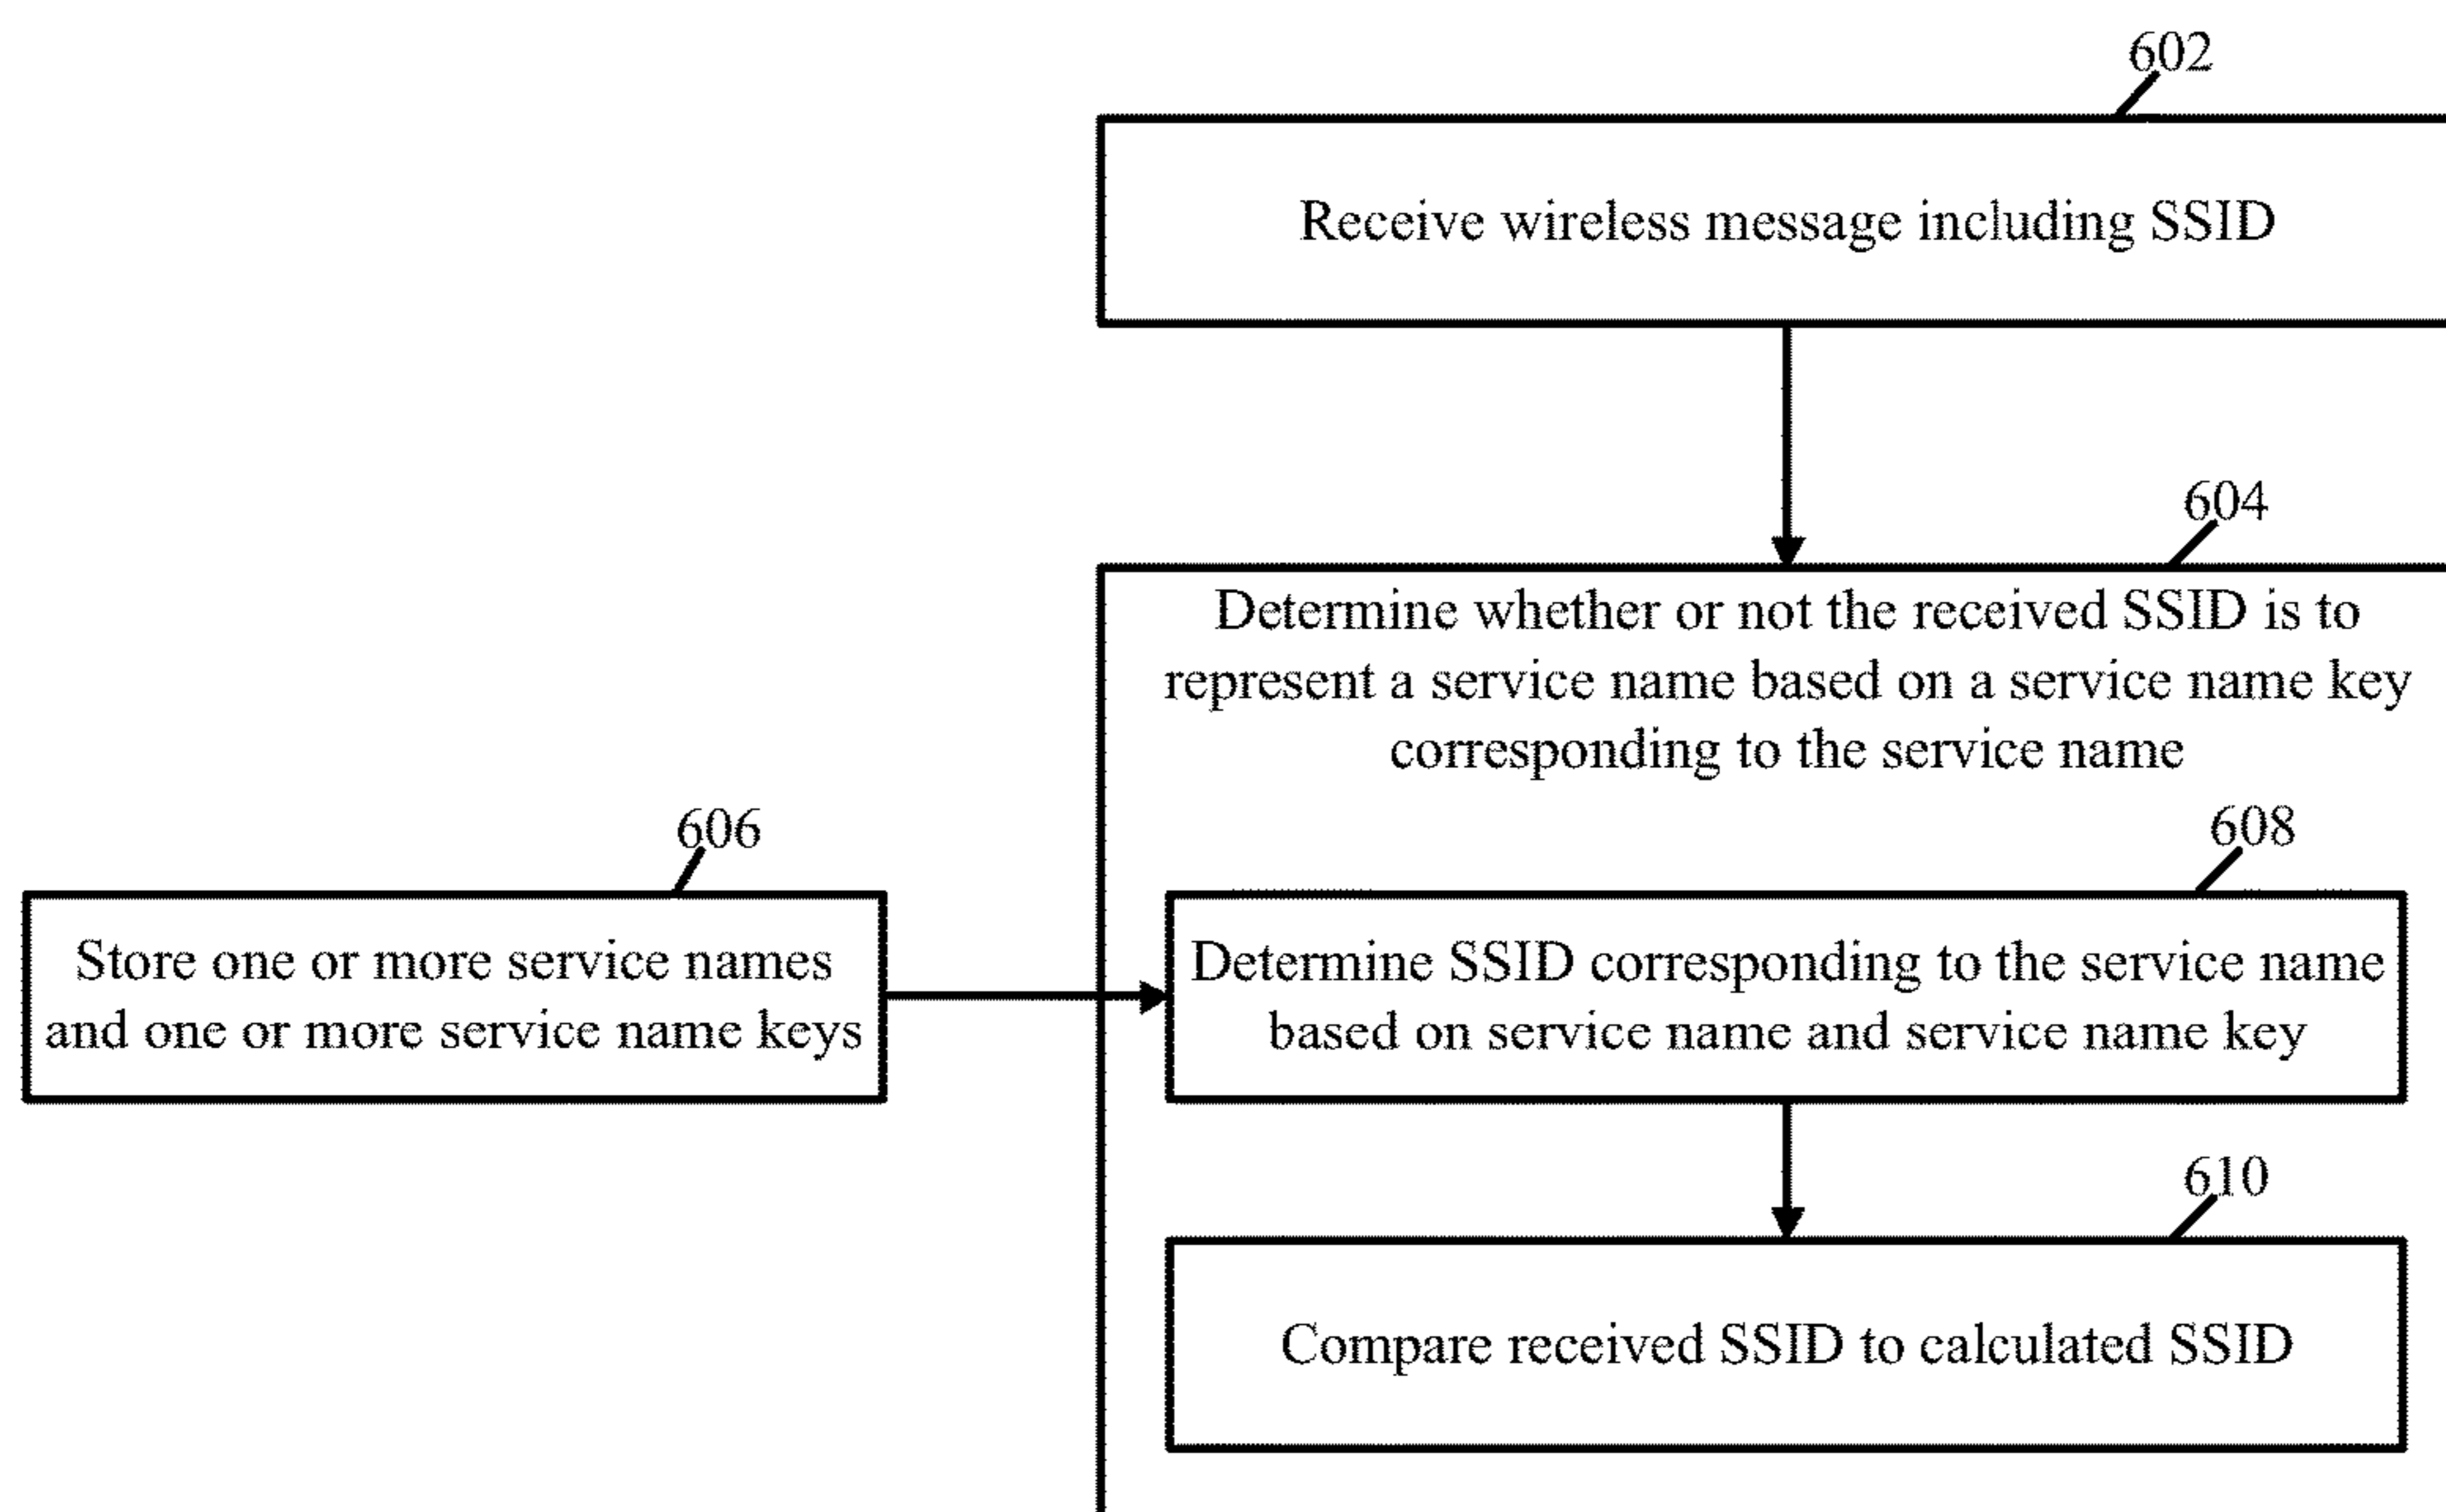 602
Receive wireless message including SSID
604
Determine whether or not the received SSID is to
represent a service name based on a service name key
corresponding to the service name
606
Store one or more service names
and one or more service name keys
608
Determine SSID corresponding to the service name
based on service name and service name key
610
Compare received SSID to calculated SSID